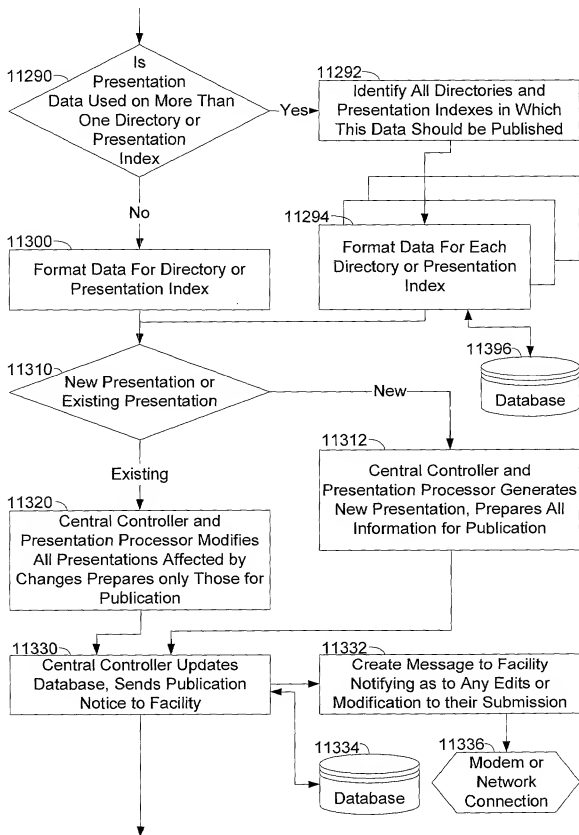 11290
Is
Presentation
Data Used on More Than
One Directory or
Presentation
Index
Yes
11292
Identify All Directories and
Presentation Indexes in Which
This Data Should be Published
No
11294
Format Data For Each
Directory or Presentation
Index
11300
Format Data For Directory or
Presentation Index
11310
New Presentation or
Existing Presentation
New
11396
Database
Existing
11312
Central Controller and
Presentation Processor Generates
New Presentation, Prepares All
Information for Publication
11320
Central Controller and
Presentation Processor Modifies
All Presentations Affected by
Changes Prepares only Those for
Publication
11330
Central Controller Updates
Database, Sends Publication
Notice to Facility
11332
Create Message to Facility
Notifying as to Any Edits or
Modification to their Submission
11334
Database
11336
Modem or
Network
Connection